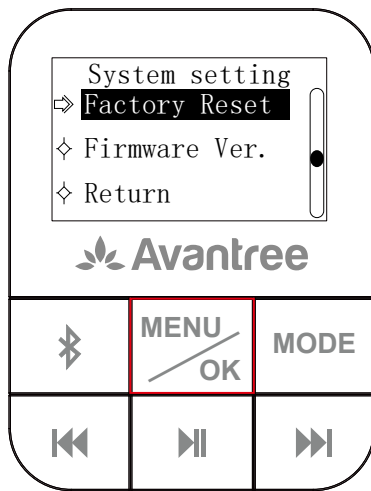 System setting
Factory Reset
Firmware Ver.
Return
Avantree
MENU
OK
MODE